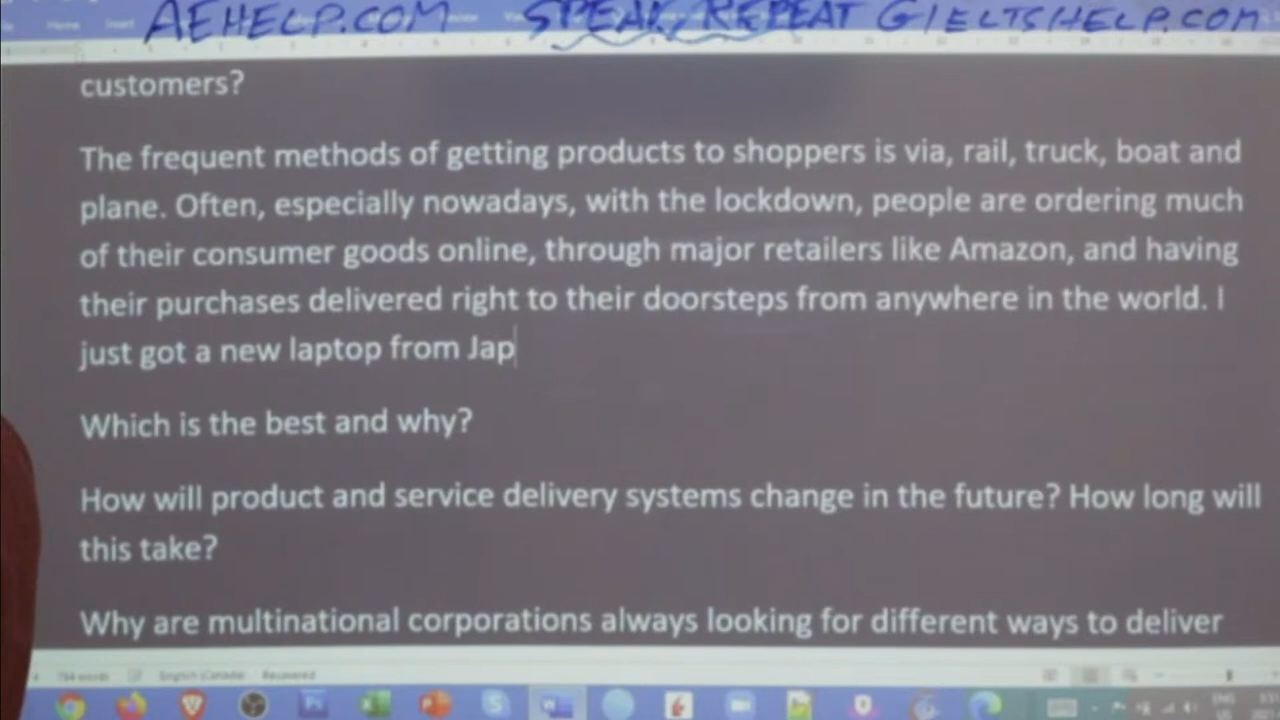 AEHELP.COM SPEAK, REPEAT GIELTSHELP.COM
Home Insert
customers?
The frequent methods of getting products to shoppers is via, rail, truck, boat and
plane. Often, especially nowadays, with the lockdown, people are ordering much
of their consumer goods online, through major retailers like Amazon, and having
their purchases delivered right to their doorsteps from anywhere in the world. I
just got a new laptop from Jap
Which is the best and why?
How will product and service delivery systems change in the future? How long will
this take?
Why are multinational corporations always looking for different ways to deliver
English (Canada) Recovered